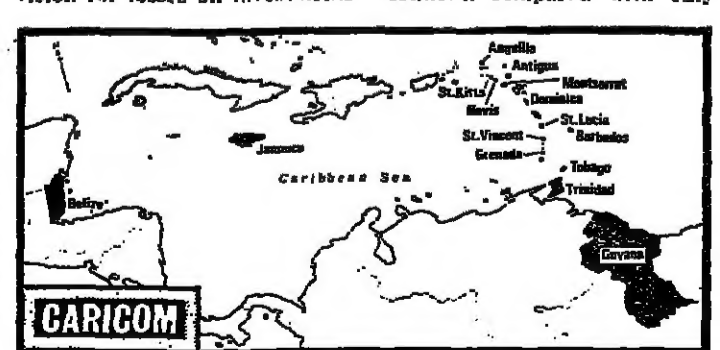 Anguilla
Antigua
St.Kitts
Montserrat
Nevis
Dominica
St.Lucia
St.Vincent
Barbados
Grenada
Jamaica
Caribbean Sea
Tobago
Trinidad
Belize
Guyana
CARICOM